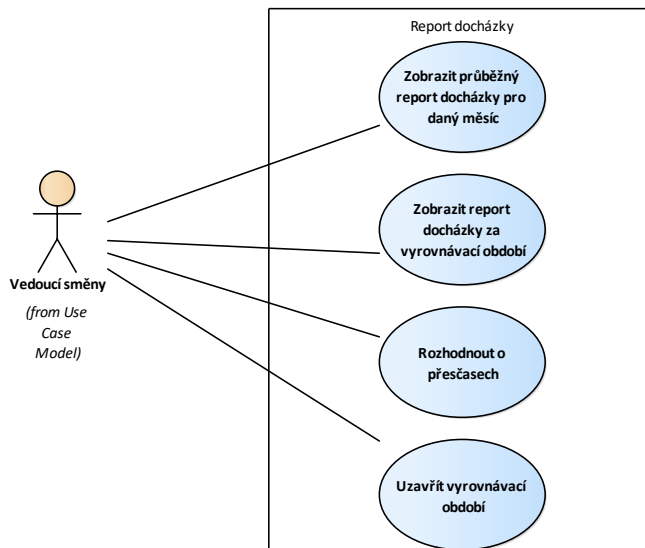 Report docházky
Zobrazit průběžný
report docházky pro
daný měsíc
Zobrazit report
docházky za
vyrovnávací období
Vedoucí směny
(from Use
Case
Model)
Rozhodnout o
přesčasech
Uzavřít vyrovnávací
období